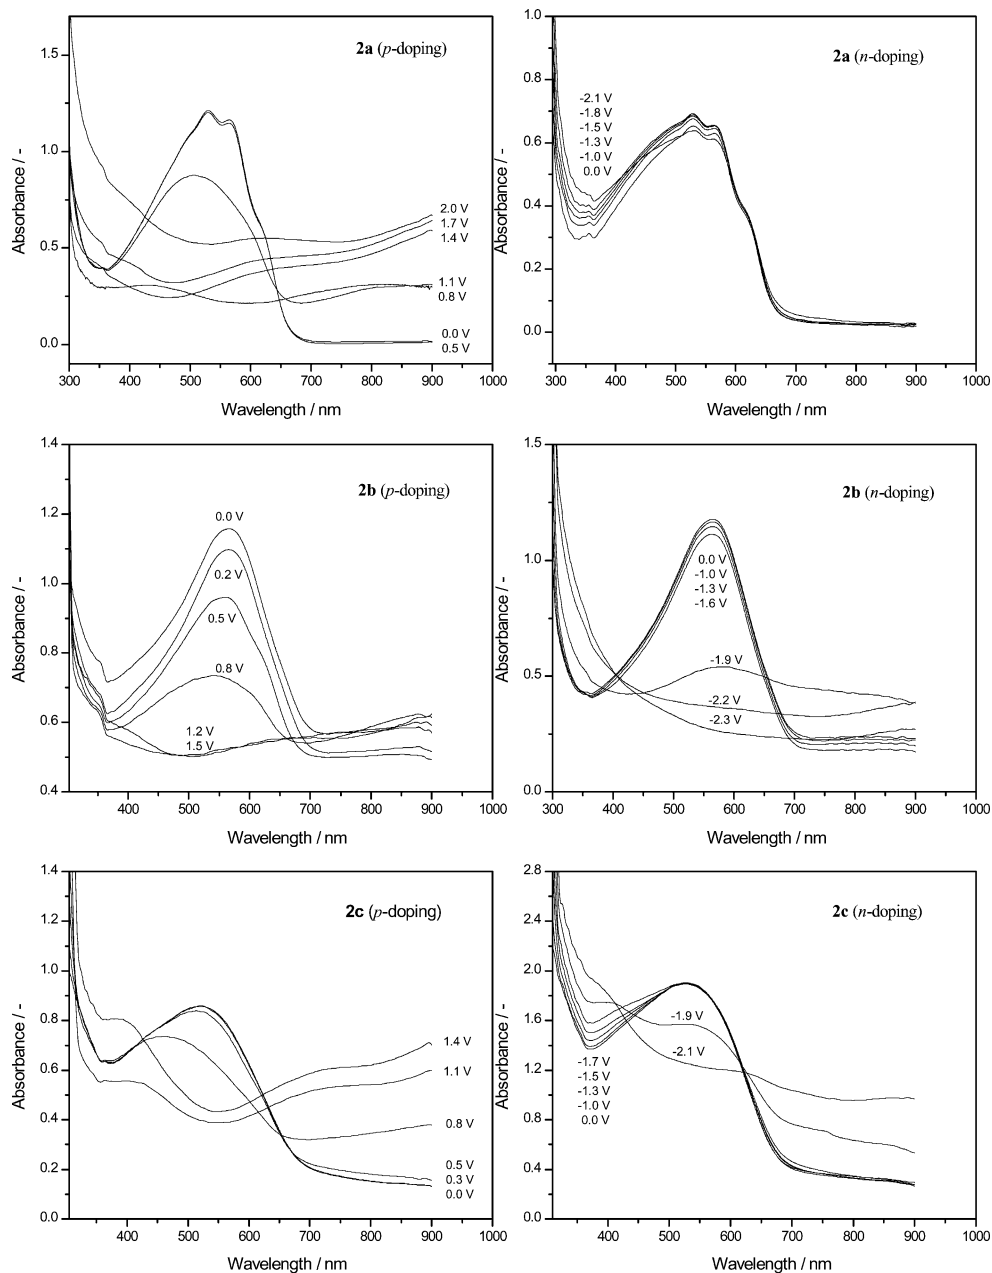 2a (p-doping)
1.5
1.0
0.5
0.0
2.0 V
1.7 V
1.4 V
1.1 V
0.8 V
0.0 V
0.5 V
300 400 500 600 700 800 900 1000
Absorbance / -
Wavelength / nm
2a (n-doping)
1.0
0.8
0.6
0.4
0.2
0.0
-2.1 V
-1.8 V
-1.5 V
-1.3 V
-1.0 V
0.0 V
300 400 500 600 700 800 900 1000
Absorbance / -
Wavelength / nm
2b (p-doping)
1.4
1.2
1.0
0.8
0.6
0.4
0.0 V
0.2 V
0.5 V
0.8 V
1.2 V
1.5 V
400 500 600 700 800 900 1000
Absorbance / -
Wavelength / nm
2b (n-doping)
1.5
1.0
0.5
0.0
0.0 V
-1.0 V
-1.3 V
-1.6 V
-1.9 V
-2.2 V
-2.3 V
300 400 500 600 700 800 900 1000
Absorbance / -
Wavelength / nm
2c (p-doping)
1.4
1.2
1.0
0.8
0.6
0.4
0.2
0.0
1.4 V
1.1 V
0.8 V
0.5 V
0.3 V
0.0 V
400 500 600 700 800 900 1000
Absorbance / -
Wavelength / nm
2c (n-doping)
2.8
2.4
2.0
1.6
1.2
0.8
0.4
0.0
-1.9 V
-2.1 V
-1.7 V
-1.5 V
-1.3 V
-1.0 V
0.0 V
400 500 600 700 800 900 1000
Absorbance / -
Wavelength / nm